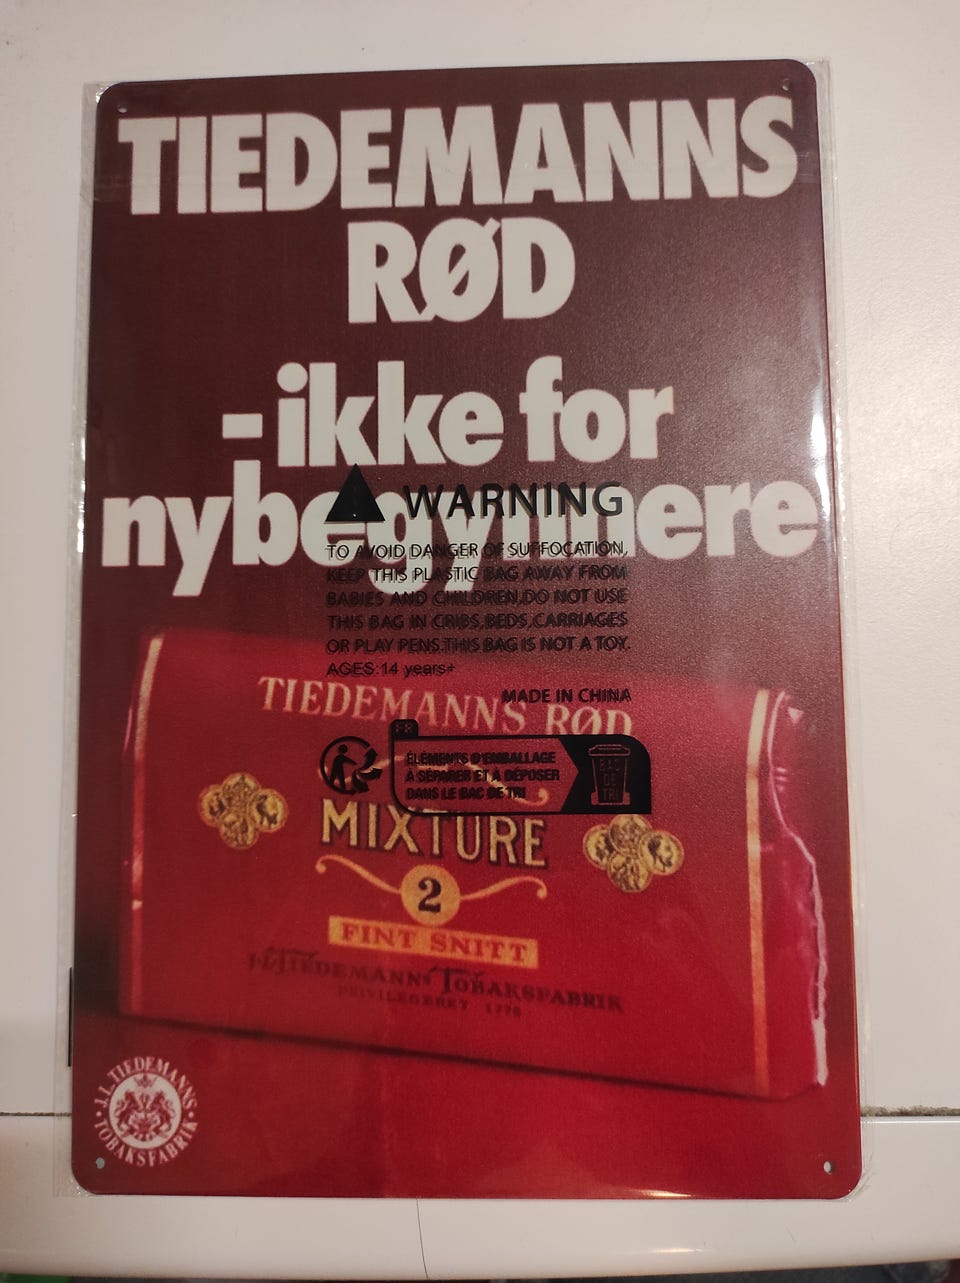 TIEDEMANNS
RØD
- ikke for
nybegynnere
WARNING
TO AVOID DANGER OF SUFFOCATION,
KEEP THIS PLASTIC BAG AWAY FROM
BABIES AND CHILDREN,DO NOT USE
THIS BAG IN CRIBS,BEDS,CARRIAGES
OR PLAY PENS.THIS BAG IS NOT A TOY.
AGES:14 years+
MADE IN CHINA
TIEDEMANNS RØD
FR
ÉLÉMENTS D'EMBALLAGE
À SÉPARER ET À DÉPOSER
DANS LE BAC DE TRI
BAC
DE
TRI
MIXTURE
2
FINT SNITT
J.L.TIEDEMANNS TOBAKSFABRIK
PRIVILEGERET 1778
J.L.TIEDEMANNS
TOBAKSFABRIK